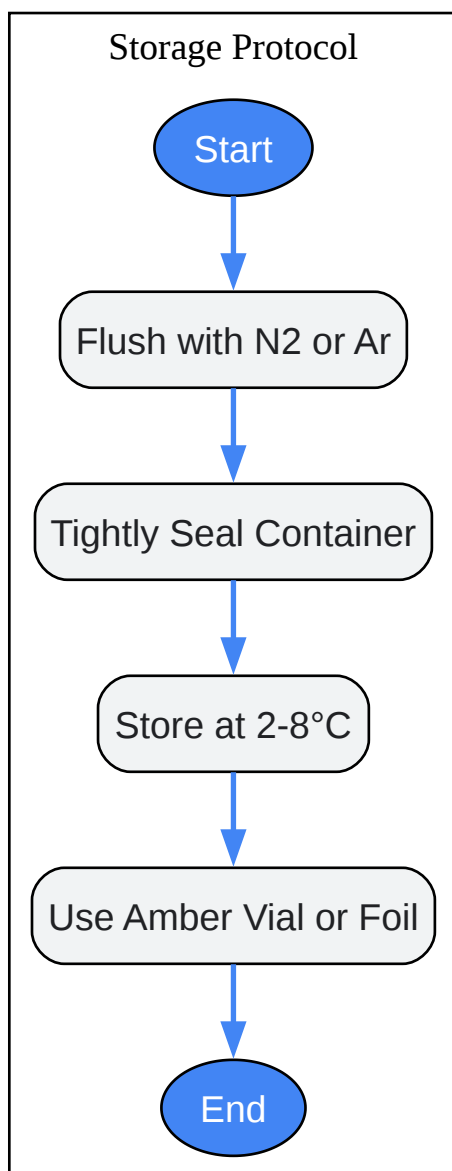 Storage Protocol
Start
Flush with N2 or Ar
Tightly Seal Container
Store at 2-8°C
Use Amber Vial or Foil
End